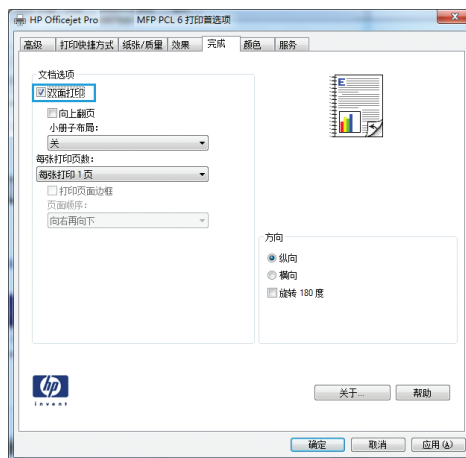 HP Officejet Pro MFP PCL 6 打印首选项
高级 打印快捷方式 纸张/质量 效果 完成 颜色 服务
文档选项
双面打印
向上翻页
小册子布局:
关
每张打印页数:
每张打印 1 页
打印页面边框
页面顺序:
向右再向下
E
方向
纵向
横向
旋转 180 度
hp
invent
关于... 帮助
确定 取消 应用(A)